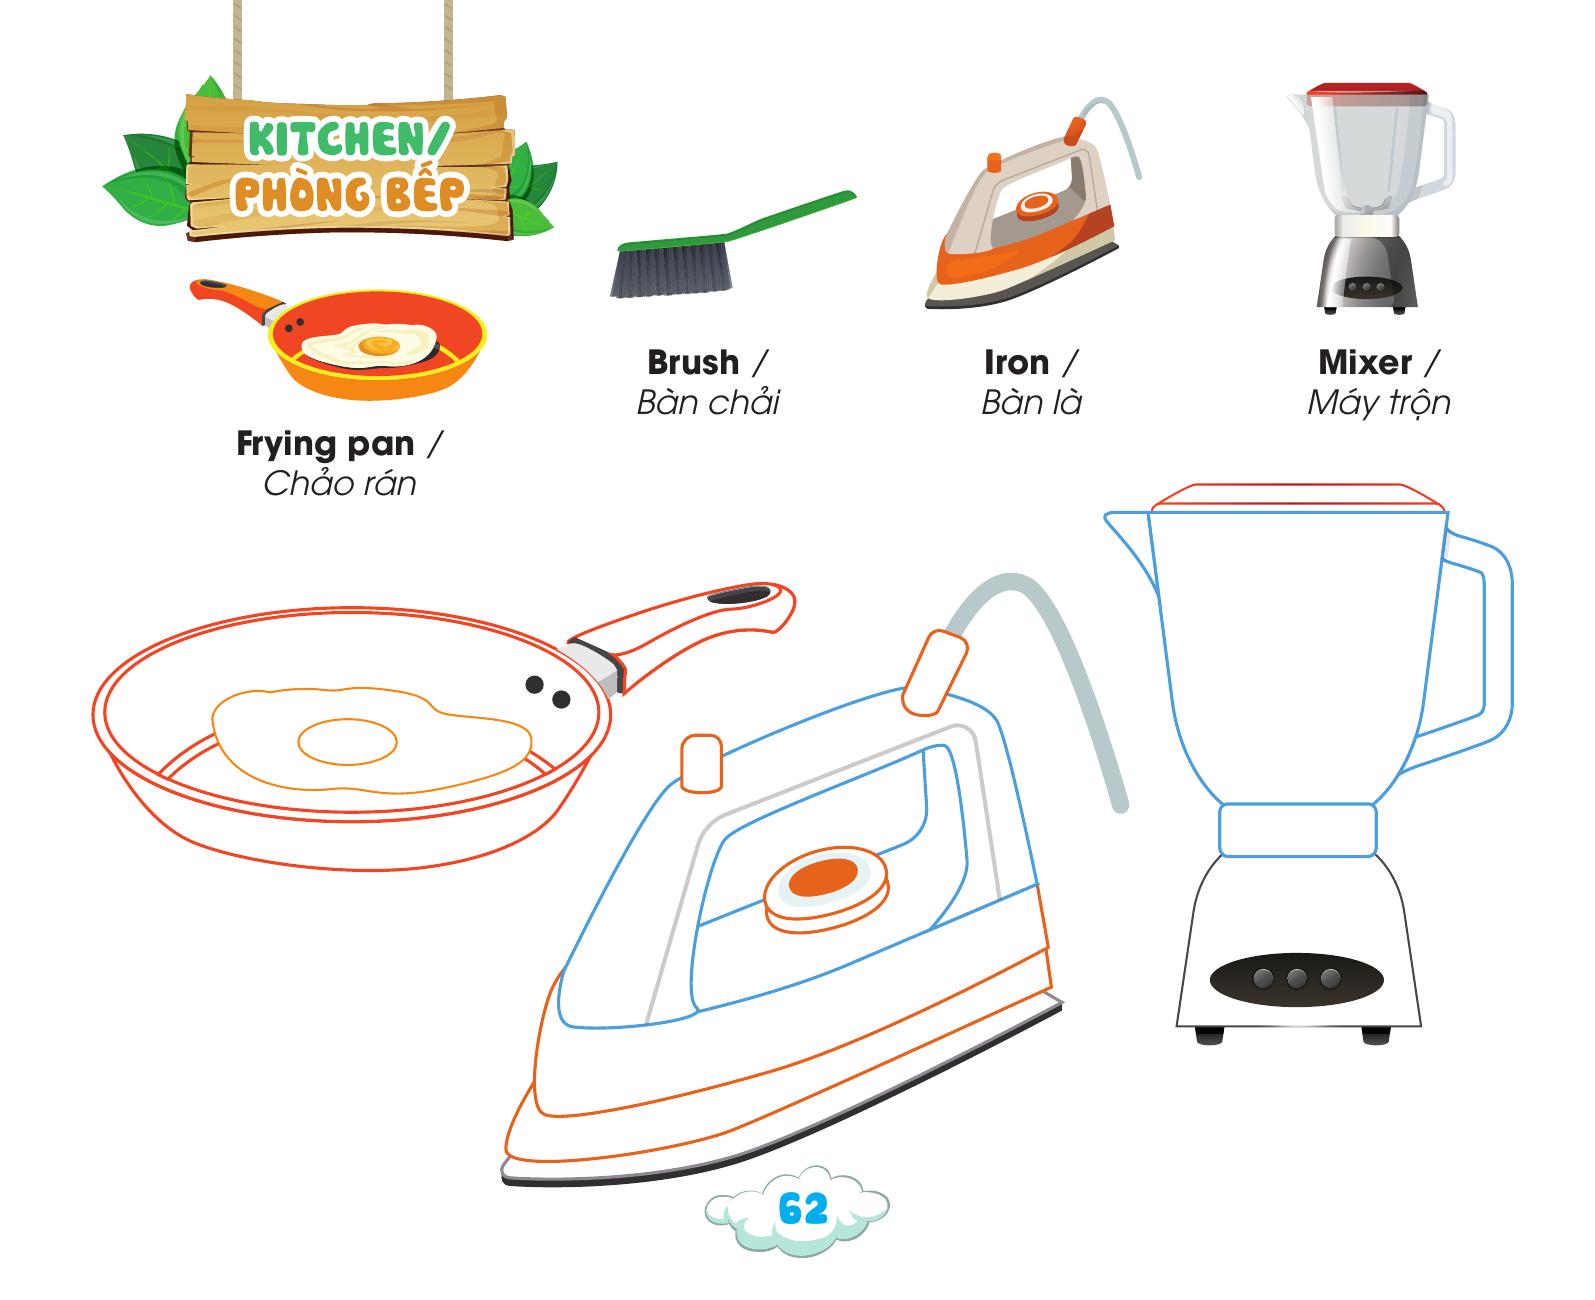 KITCHEN/
PHÒNG BẾP
Frying pan /
Chảo rán
Brush /
Bàn chải
Iron /
Bàn là
Mixer /
Máy trộn
62